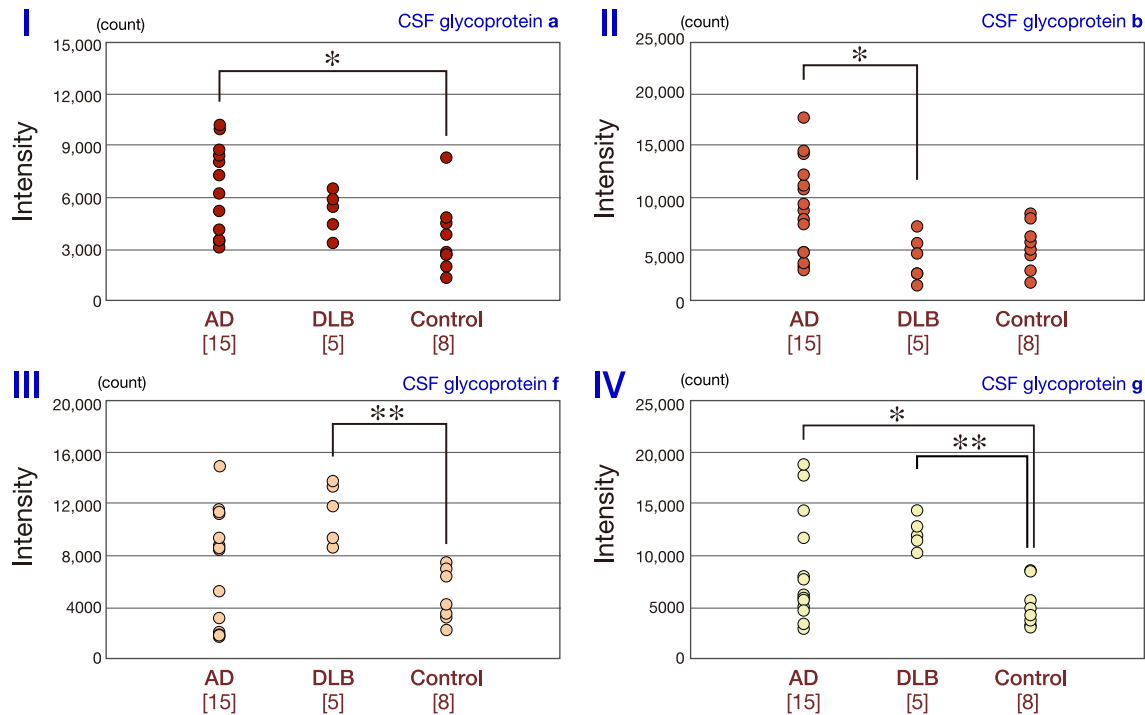 I
(count)
CSF glycoprotein a
15,000
12,000
9,000
6,000
3,000
0
Intensity
*
AD
[15]
DLB
[5]
Control
[8]
II
(count)
CSF glycoprotein b
25,000
20,000
15,000
10,000
5,000
0
Intensity
*
AD
[15]
DLB
[5]
Control
[8]
III
(count)
CSF glycoprotein f
20,000
16,000
12,000
8,000
4000
0
Intensity
**
AD
[15]
DLB
[5]
Control
[8]
IV
(count)
CSF glycoprotein g
25,000
20,000
15,000
10,000
5000
0
Intensity
*
**
AD
[15]
DLB
[5]
Control
[8]